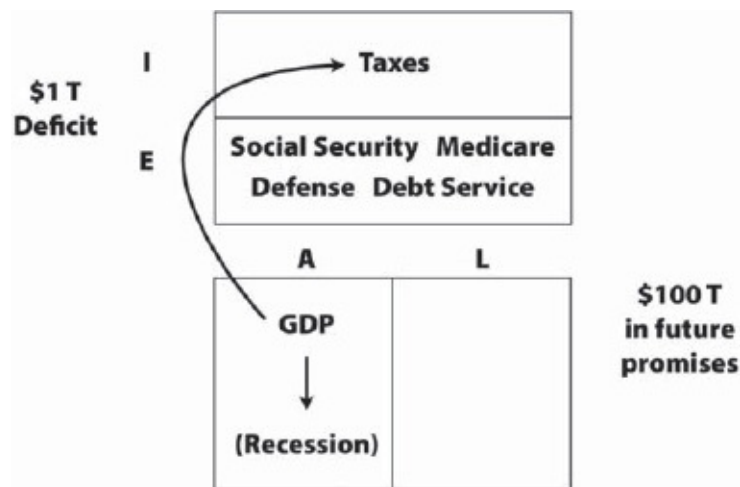 I
Taxes
$1 T
Deficit
E
Social Security Medicare
Defense Debt Service
A
L
GDP
(Recession)
$100 T
in future
promises